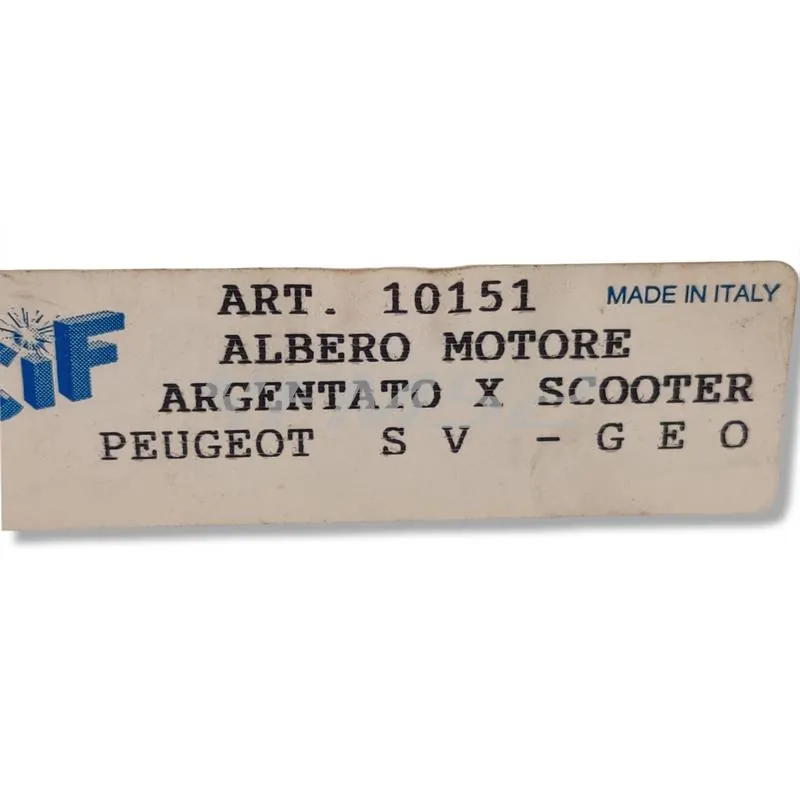 CIF
ART. 10151
MADE IN ITALY
ALBERO MOTORE
ARGENTATO X SCOOTER
PEUGEOT SV - GEO